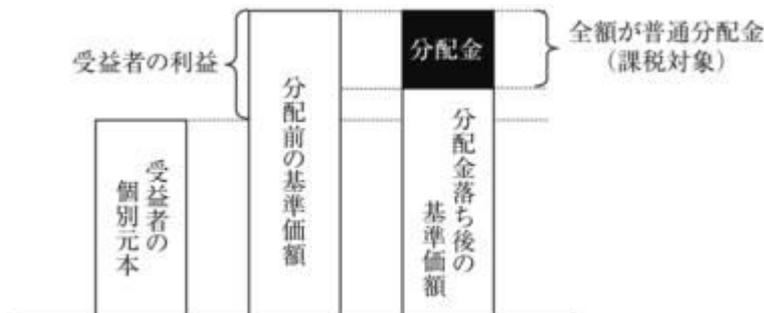 受益者の利益
分配金
全額が普通分配金
（課税対象）
受益者の
個別元本
分配前の基準価額
分配金落ち後の
基準価額